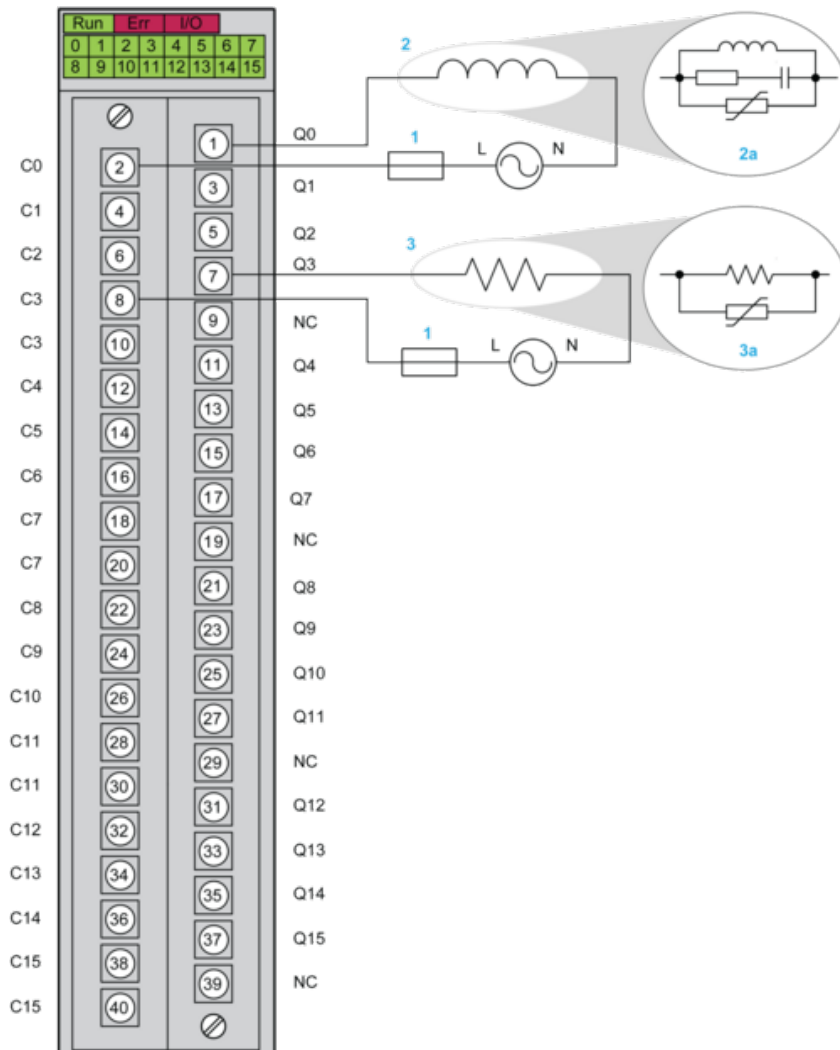 Run Err I/O
0 1 2 3 4 5 6 7
8 9 10 11 12 13 14 15
2
2a
1 Q0
1 L N
C0 2
3 Q1
C1 4
5 Q2
3
C2 6
7 Q3
3a
C3 8
9 NC
1 L N
C3 10
11 Q4
C4 12
13 Q5
C5 14
15 Q6
C6 16
17 Q7
C7 18
19 NC
C7 20
21 Q8
C8 22
23 Q9
C9 24
25 Q10
C10 26
27 Q11
C11 28
29 NC
C11 30
31 Q12
C12 32
33 Q13
C13 34
35 Q14
C14 36
37 Q15
C15 38
39 NC
C15 40